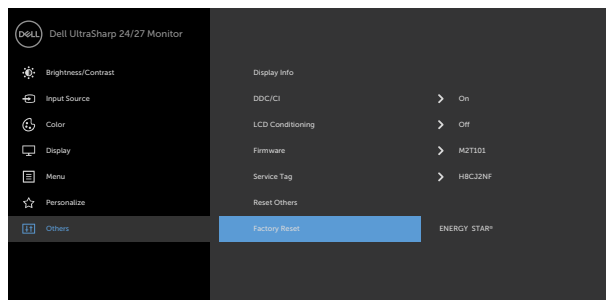 DELL Dell UltraSharp 24/27 Monitor
Brightness/Contrast Display Info
Input Source DDC/CI On
Color LCD Conditioning Off
Display Firmware M2T101
Menu Service Tag H8CJ2NF
Personalize Reset Others
Others Factory Reset ENERGY STAR®